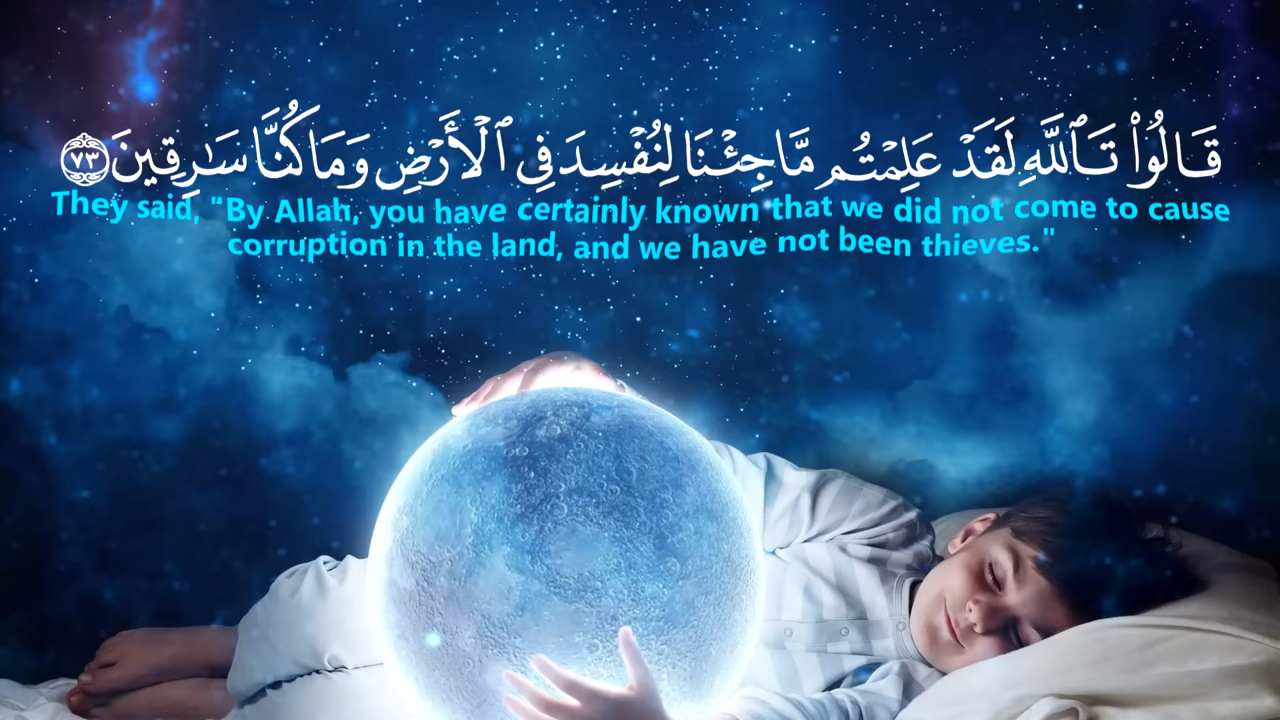 قَالُوا۟ تَٱللَّهِ لَقَدْ عَلِمْتُم مَّا جِئْنَا لِنُفْسِدَ فِى ٱلْأَرْضِ وَمَا كُنَّا سَـٰرِقِينَ ٧٣
They said, "By Allah, you have certainly known that we did not come to cause
corruption in the land, and we have not been thieves."